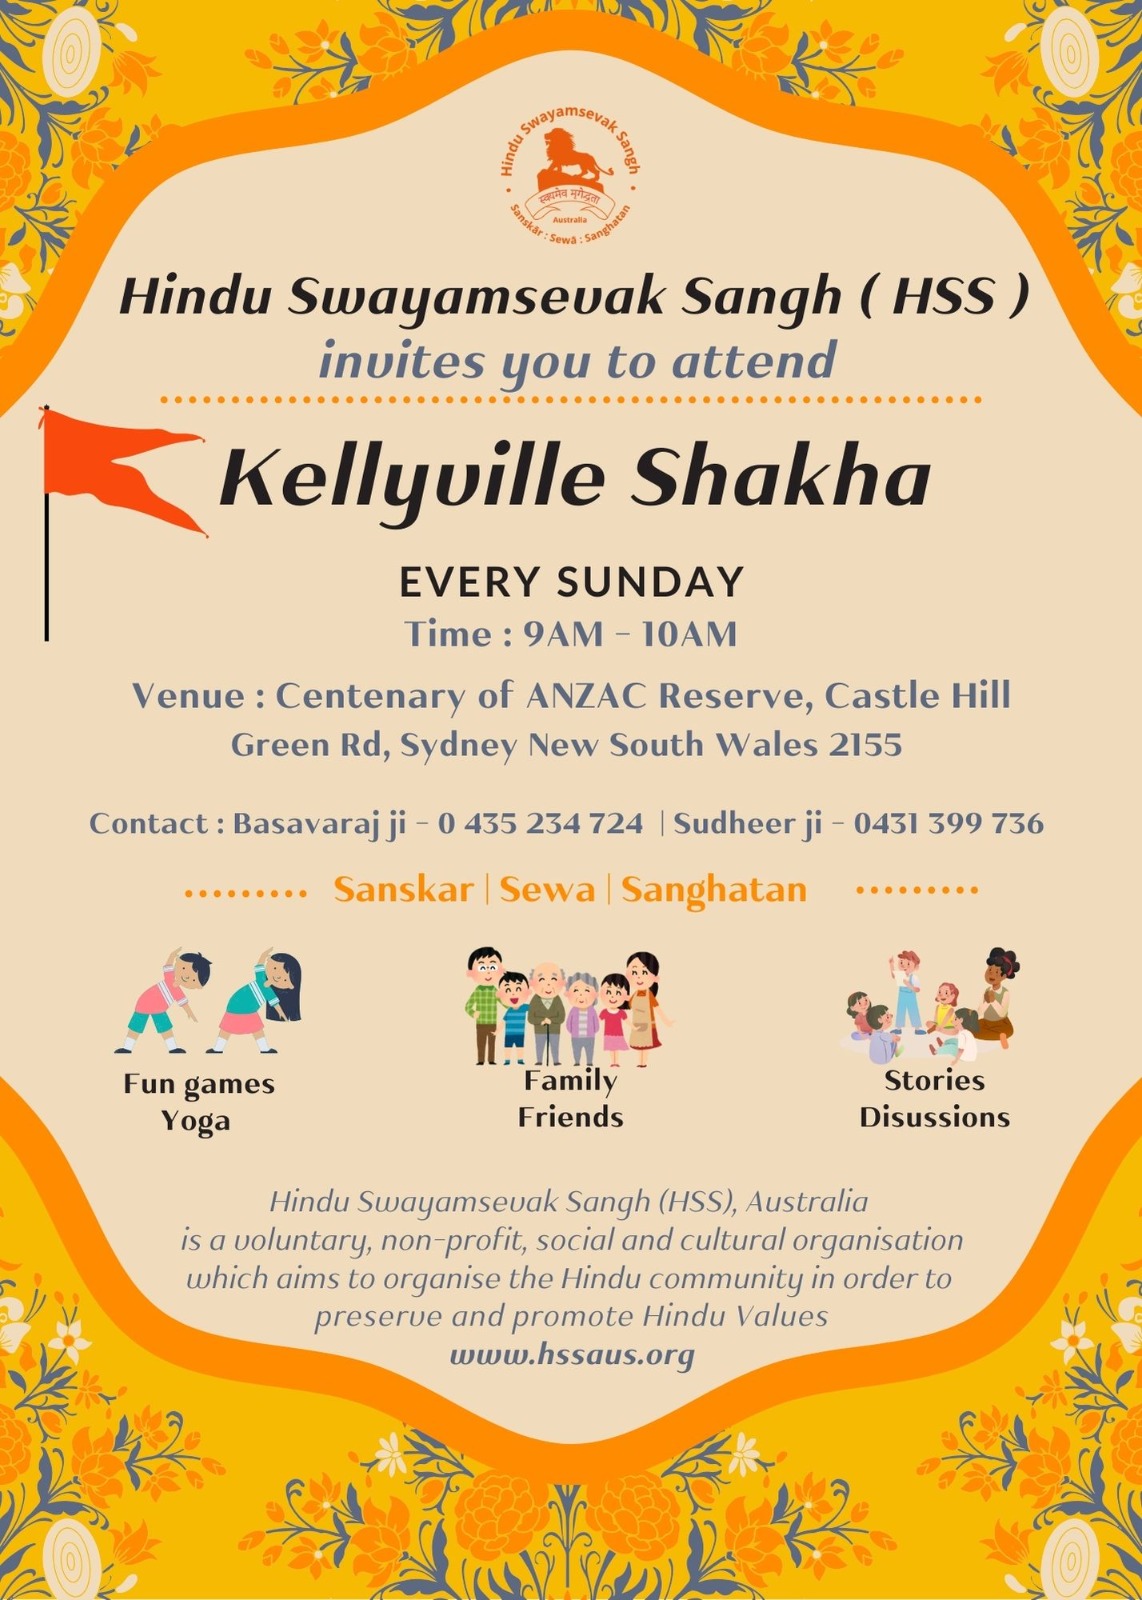 Hindu Swayamsevak Sangh
स्वयमेव मृगेन्द्रता
Australia
Sanskār : Sewā : Sanghatan
Hindu Swayamsevak Sangh ( HSS )
invites you to attend
Kellyville Shakha
EVERY SUNDAY
Time : 9AM - 10AM
Venue : Centenary of ANZAC Reserve, Castle Hill
Green Rd, Sydney New South Wales 2155
Contact : Basavaraj ji - 0 435 234 724 | Sudheer ji - 0431 399 736
Sanskar | Sewa | Sanghatan
Fun games
Yoga
Family
Friends
Stories
Disussions
Hindu Swayamsevak Sangh (HSS), Australia
is a voluntary, non-profit, social and cultural organisation
which aims to organise the Hindu community in order to
preserve and promote Hindu Values
www.hssaus.org